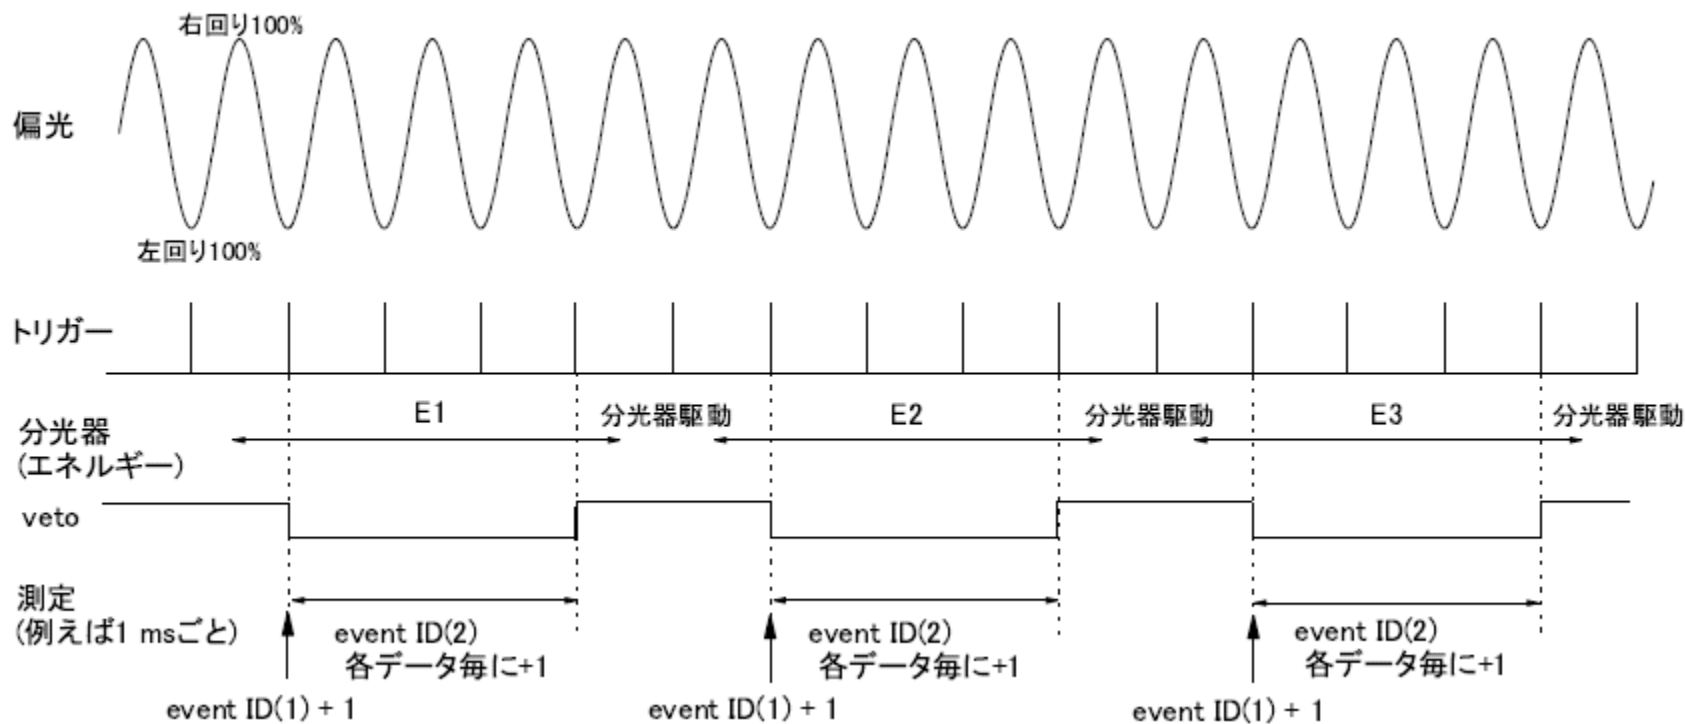 右回り100%
偏光
左回り100%
トリガー
E1
分光器駆動
E2
分光器駆動
E3
分光器駆動
分光器
(エネルギー)
veto
測定
(例えば1 msごと)
event ID(2)
各データ毎に+1
event ID(2)
各データ毎に+1
event ID(2)
各データ毎に+1
event ID(1) + 1
event ID(1) + 1
event ID(1) + 1